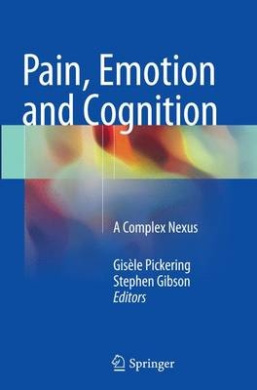 Pain, Emotion
and Cognition
A Complex Nexus
Gisèle Pickering
Stephen Gibson
Editors
Springer